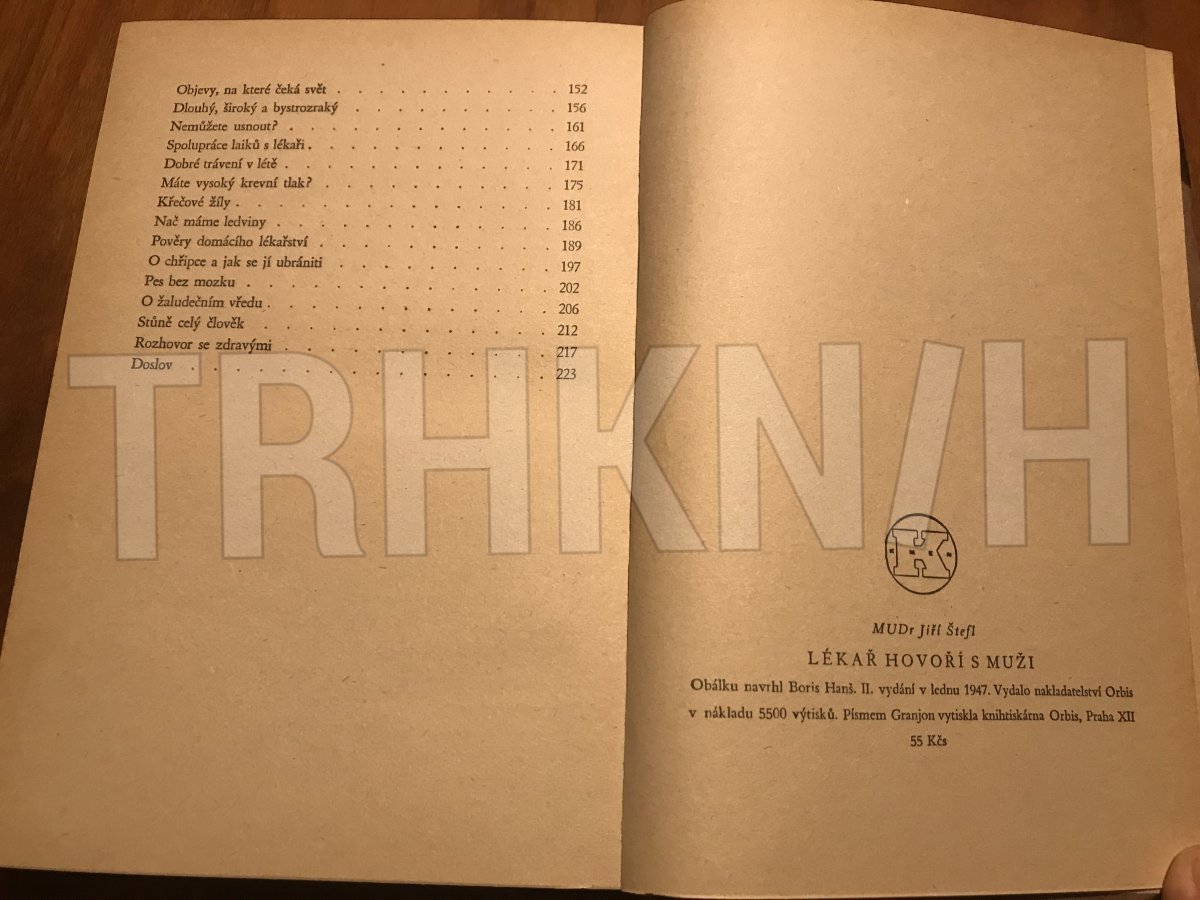 Objevy, na které čeká svět . . . . . . . . . . . 152
Dlouhý, široký a bystrozraký . . . . . . . . . . 156
Nemůžete usnout? . . . . . . . . . . . . . 161
Spolupráce laiků s lékaři . . . . . . . . . . . . 166
Dobré trávení v létě . . . . . . . . . . . . . 171
Máte vysoký krevní tlak? . . . . . . . . . . . 175
Křečové žíly . . . . . . . . . . . . . . . 181
Nač máme ledviny . . . . . . . . . . . . . 186
Pověry domácího lékařství . . . . . . . . . . . 189
O chřipce a jak se jí ubrániti . . . . . . . . . . 197
Pes bez mozku . . . . . . . . . . . . . . 202
O žaludečním vředu . . . . . . . . . . . . . 206
Stůně celý člověk . . . . . . . . . . . . . 212
Rozhovor se zdravými . . . . . . . . . . . . 217
Doslov . . . . . . . . . . . . . . . . 223
TRHKNIH
K
MUDr Jiří Štefl
LÉKAŘ HOVOŘÍ S MUŽI
Obálku navrhl Boris Hanš. II. vydání v lednu 1947. Vydalo nakladatelství Orbis
v nákladu 5500 výtisků. Písmem Granjon vytiskla knihtiskárna Orbis, Praha XII
55 Kčs